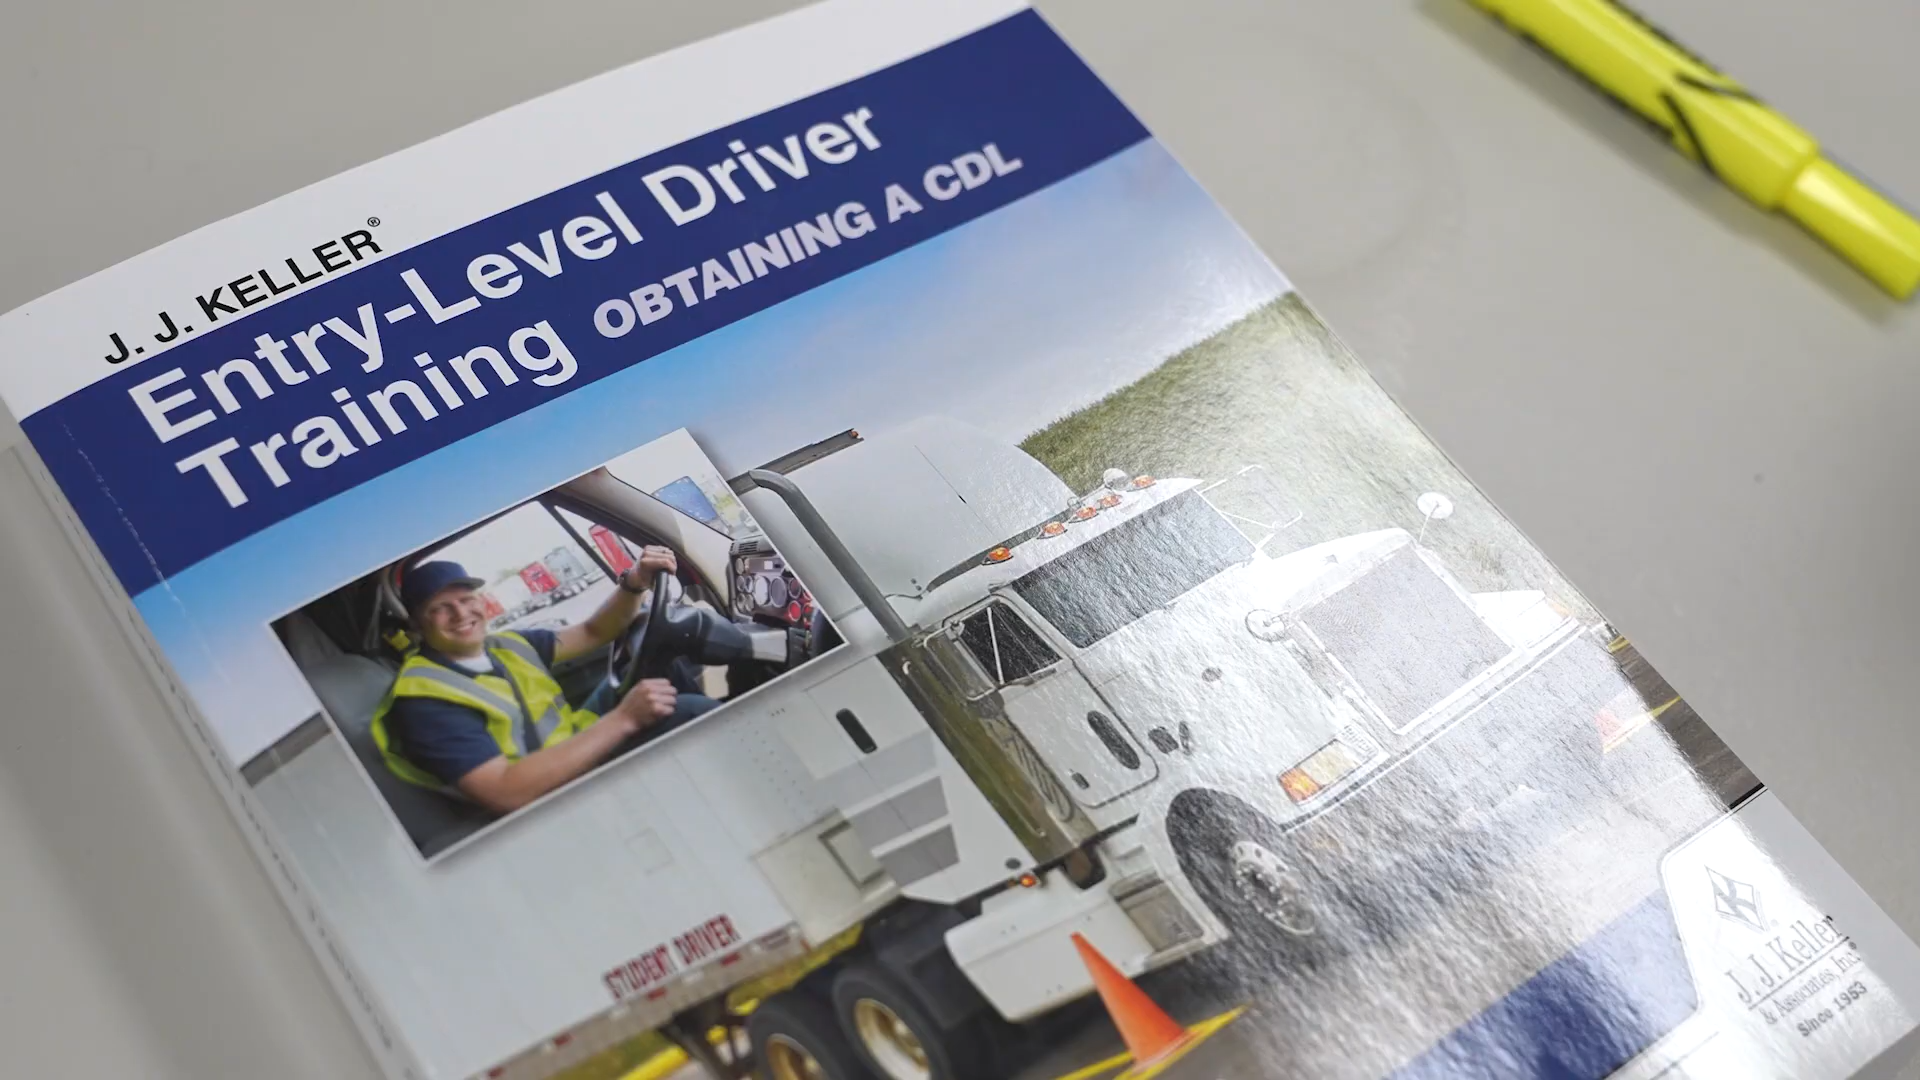 J. J. KELLER®
Entry-Level Driver
Training OBTAINING A CDL
STUDENT DRIVER
J. J. Keller
& Associates, Inc.®
Since 1953